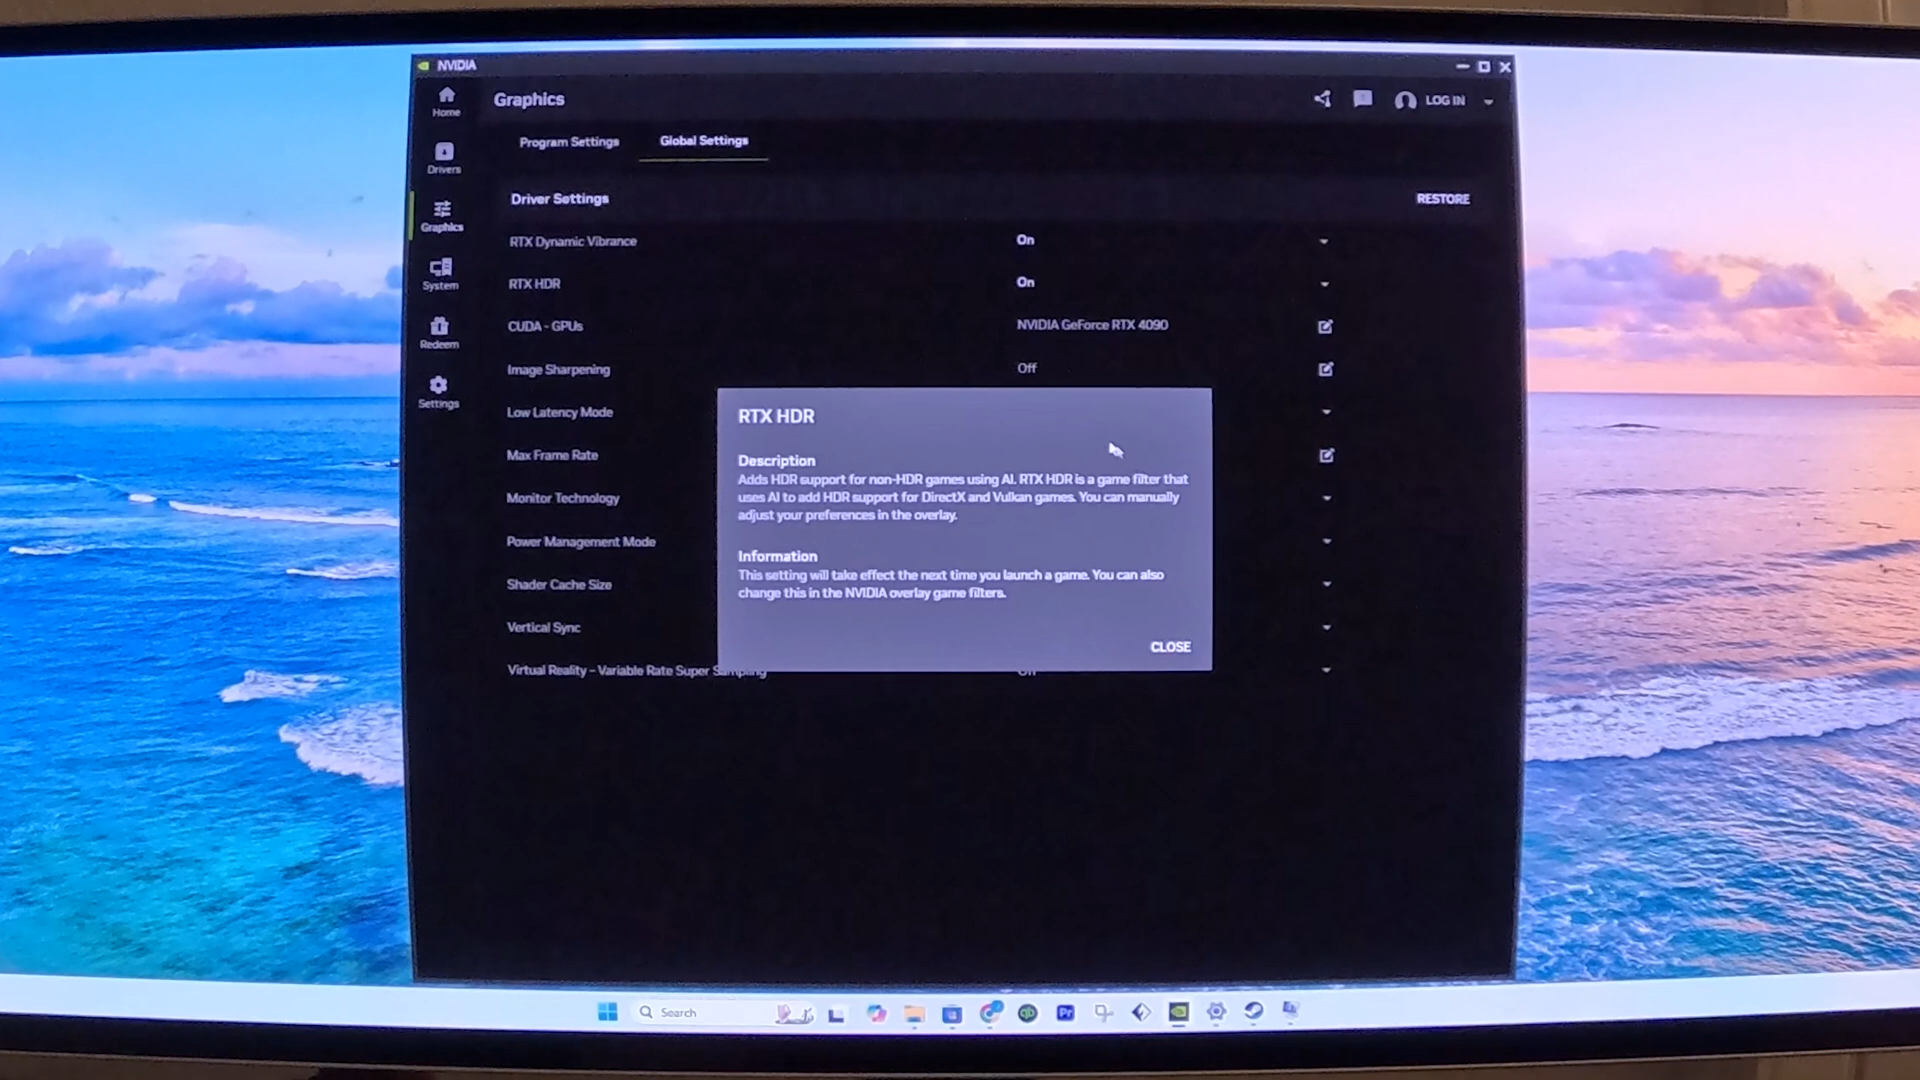 NVIDIA
Home
Graphics
LOG IN
Program Settings
Global Settings
Drivers
Driver Settings
RESTORE
Graphics
RTX Dynamic Vibrance
On
System
RTX HDR
On
CUDA - GPUs
NVIDIA GeForce RTX 4090
Redeem
Image Sharpening
Off
Settings
Low Latency Mode
Max Frame Rate
Monitor Technology
Power Management Mode
Shader Cache Size
Vertical Sync
Virtual Reality - Variable Rate Super Sampling
RTX HDR
Description
Adds HDR support for non-HDR games using AI. RTX HDR is a game filter that
uses AI to add HDR support for DirectX and Vulkan games. You can manually
adjust your preferences in the overlay.
Information
This setting will take effect the next time you launch a game. You can also
change this in the NVIDIA overlay game filters.
CLOSE
Search
qb
Pr